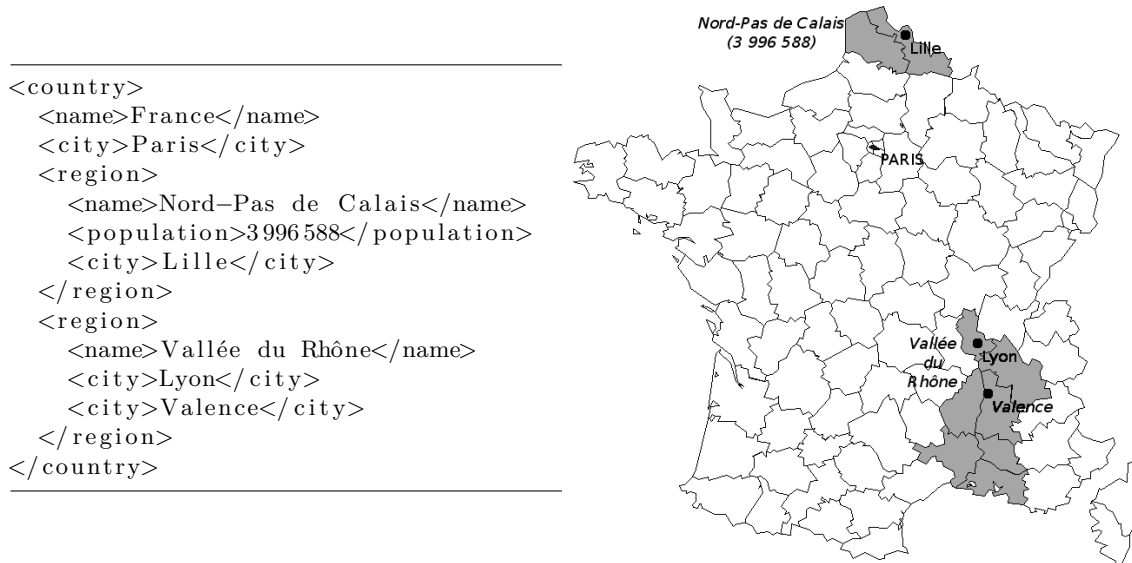 <country>
  <name>France</name>
  <city>Paris</city>
  <region>
    <name>Nord–Pas de Calais</name>
    <population>3 996 588</population>
    <city>Lille</city>
  </region>
  <region>
    <name>Vallée du Rhône</name>
    <city>Lyon</city>
    <city>Valence</city>
  </region>
</country>
Nord-Pas de Calais
(3 996 588)
Lille
PARIS
Vallée
du
Rhône
Lyon
Valence